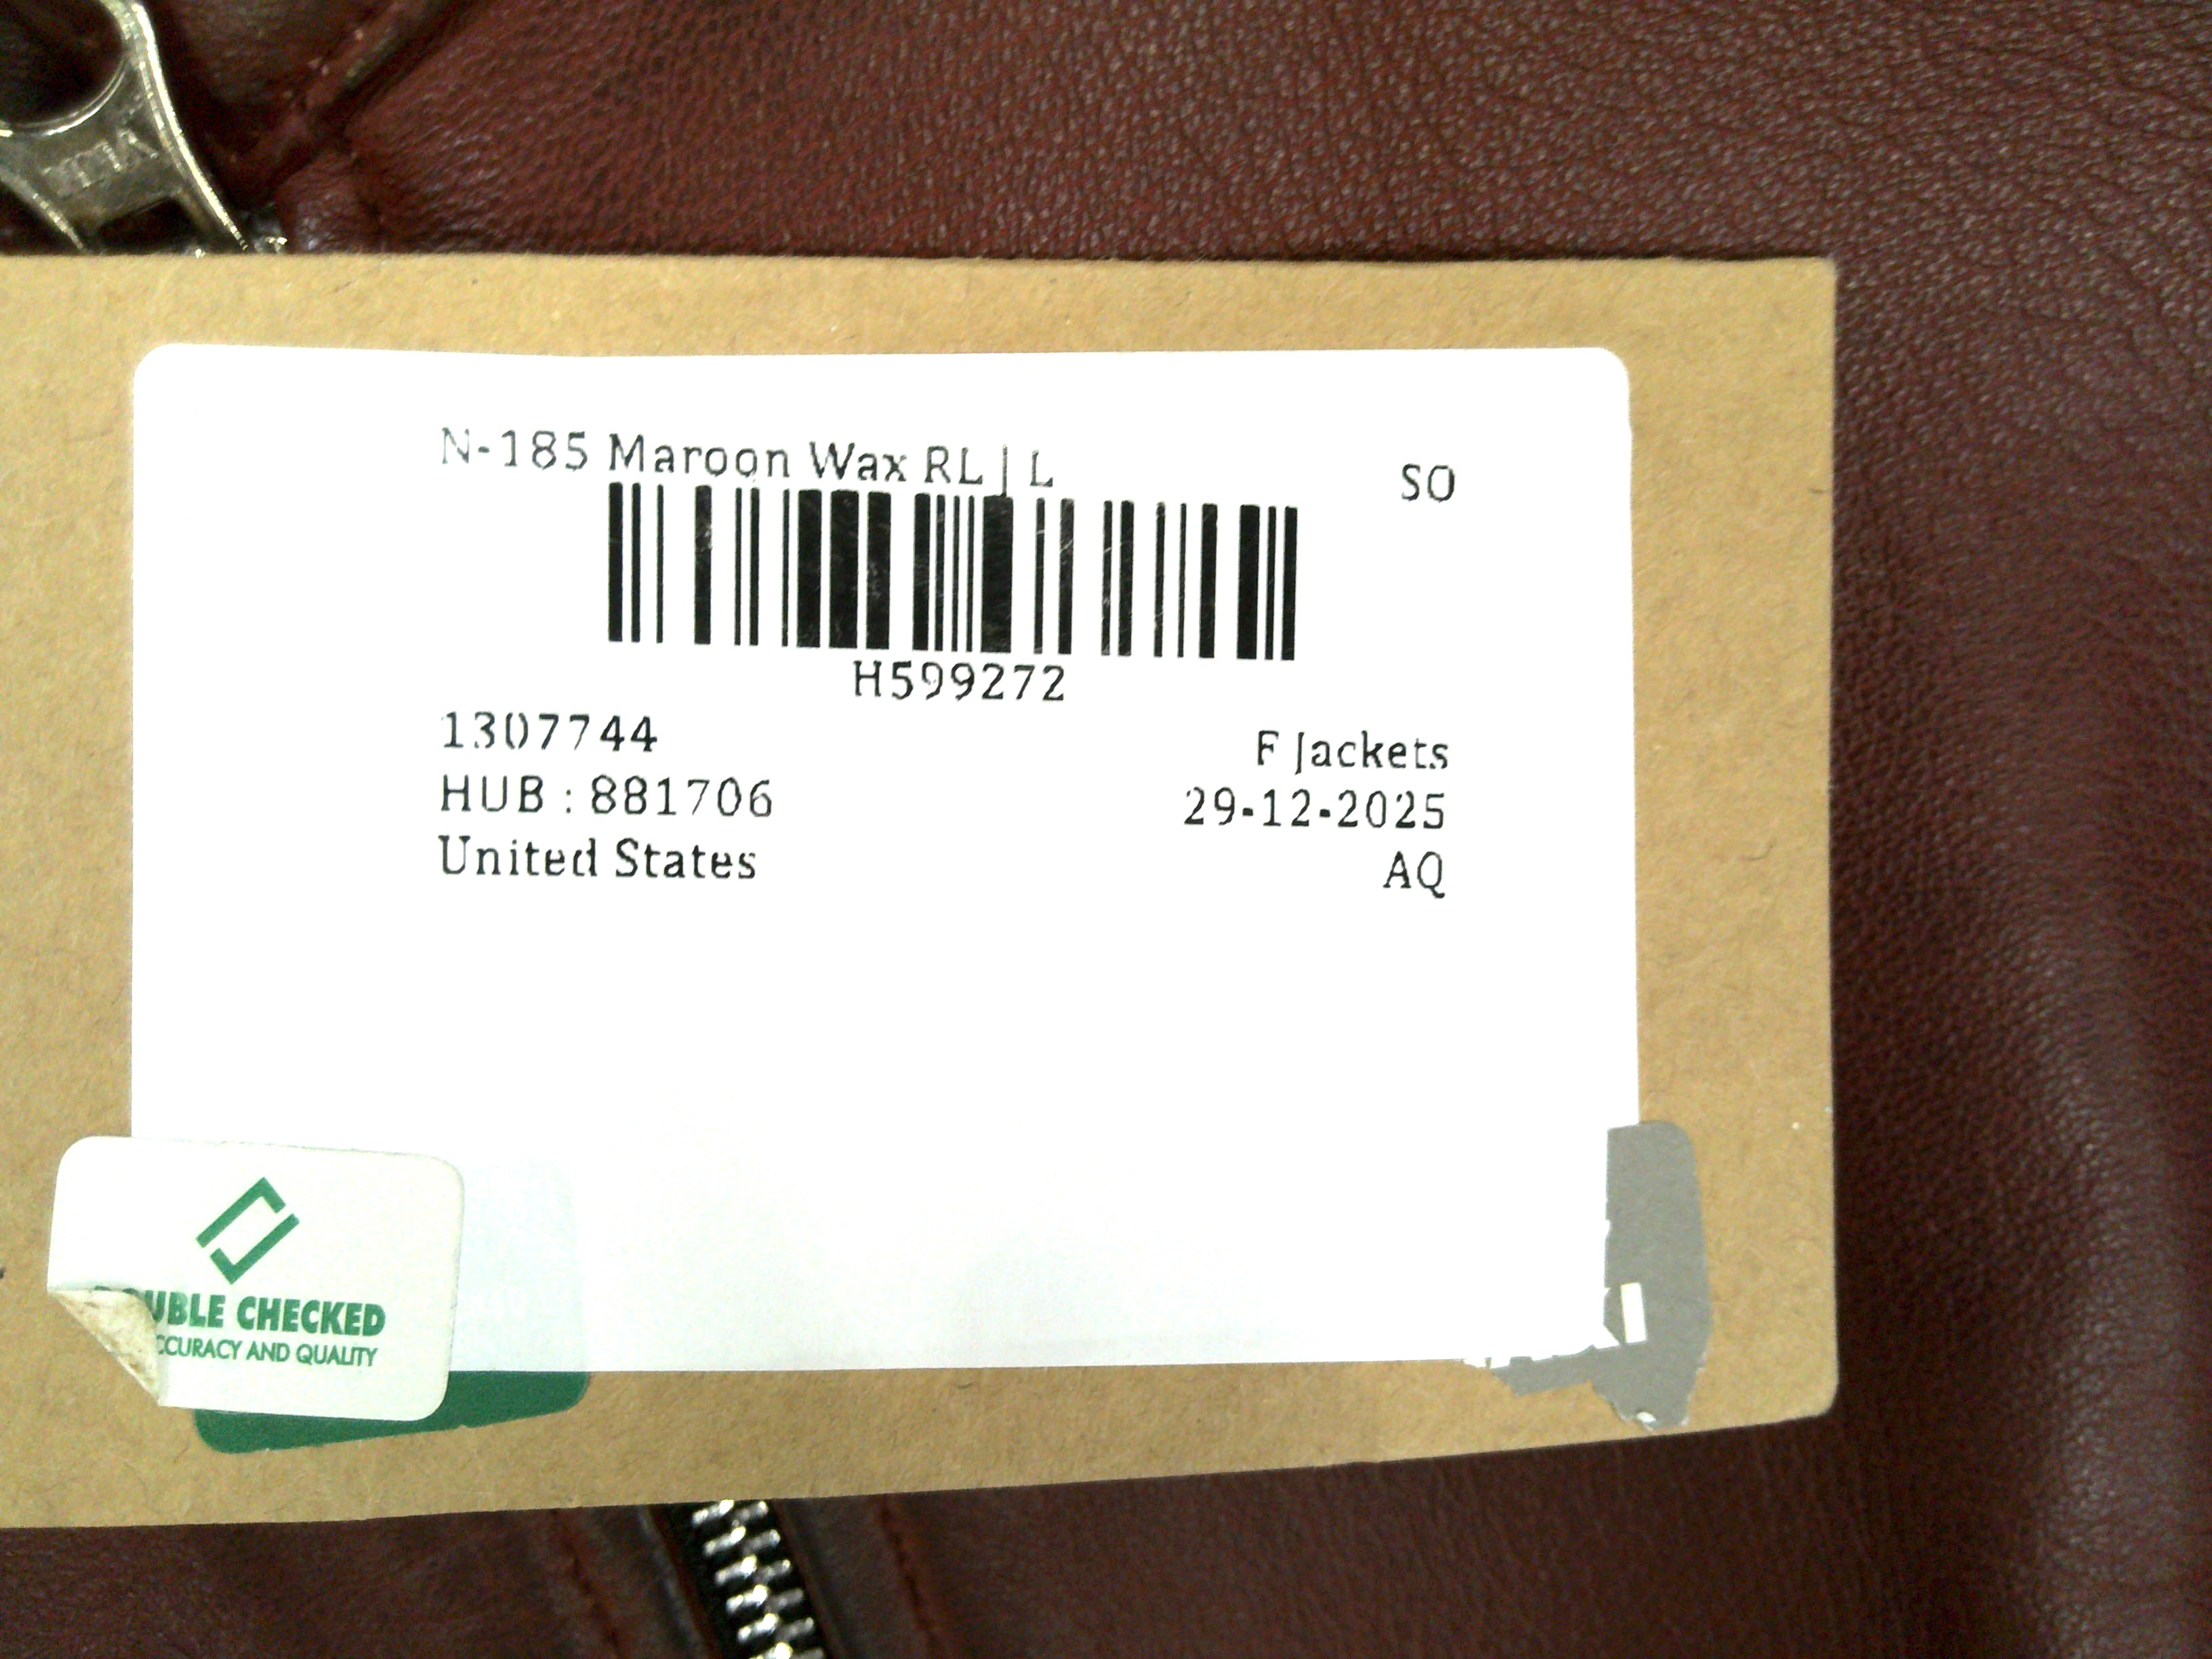 N-185 Maroon Wax RL | L
SO
H599272
1307744
F Jackets
HUB : 881706
29-12-2025
United States
AQ
UBLE CHECKED
CCURACY AND QUALITY